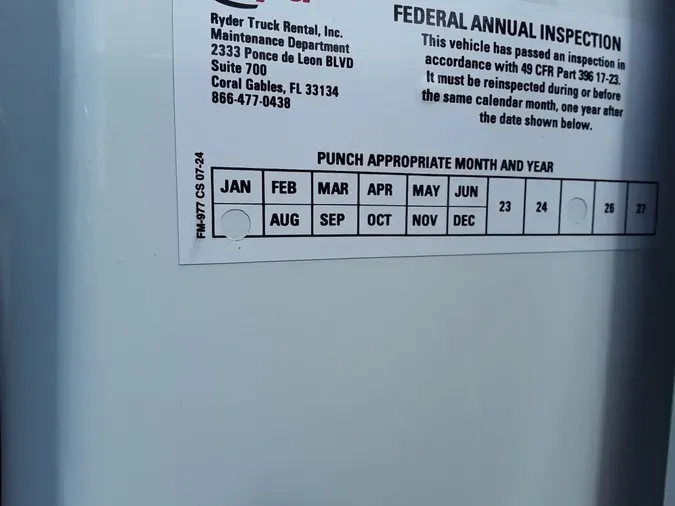 Ryder Truck Rental, Inc.
Maintenance Department
2333 Ponce de Leon BLVD
Suite 700
Coral Gables, FL 33134
866-477-0438
FEDERAL ANNUAL INSPECTION
This vehicle has passed an inspection in
accordance with 49 CFR Part 396 17-23.
It must be reinspected during or before
the same calendar month, one year after
the date shown below.
PUNCH APPROPRIATE MONTH AND YEAR
FM-977 CS 07-24
JAN FEB MAR APR MAY JUN 23 24 26 27
AUG SEP OCT NOV DEC